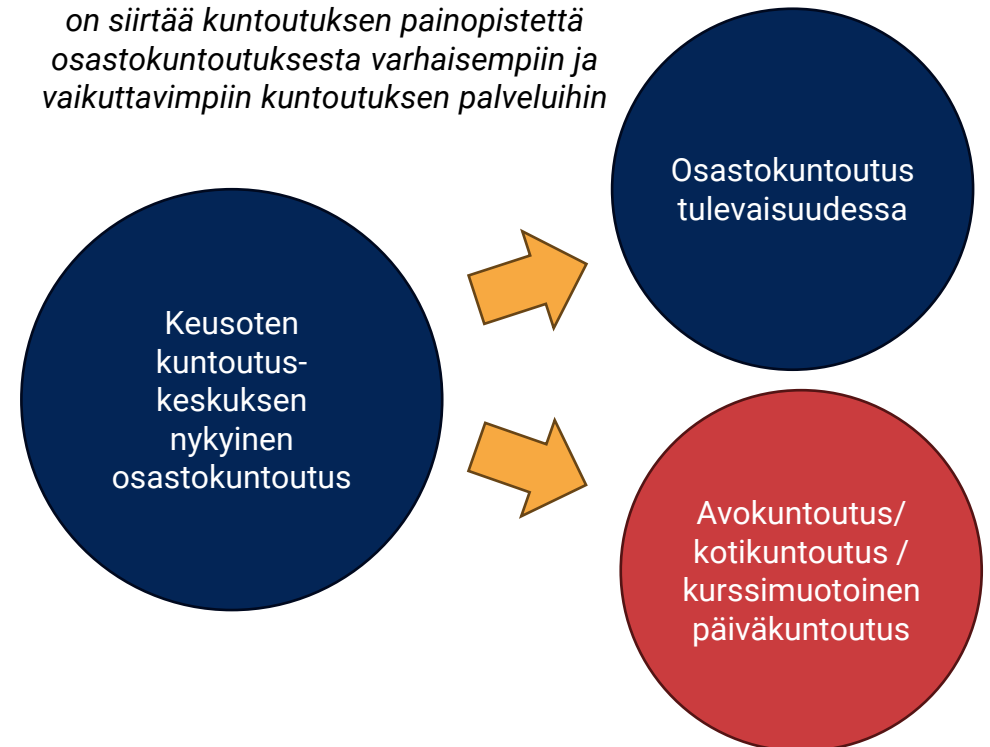 on siirtää kuntoutuksen painopistettä
osastokuntoutuksesta varhaisempiin ja
vaikuttavimpiin kuntoutuksen palveluihin
Osastokuntoutus
tulevaisuudessa
Keusoten
kuntoutus-
keskuksen
nykyinen
osastokuntoutus
Avokuntoutus/
kotikuntoutus /
kurssimuotoinen
päiväkuntoutus